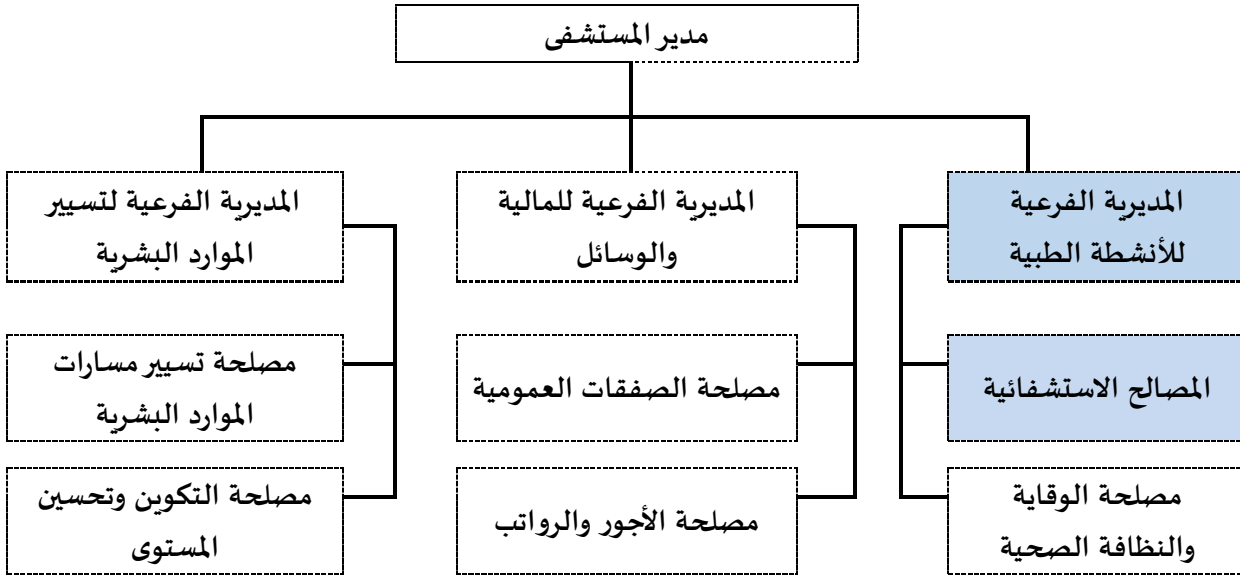 مدير المستشفى
المديرية الفرعية
للأنشطة الطبية
المديرية الفرعية للمالية
والوسائل
المديرية الفرعية لتسيير
الموارد البشرية
المصالح الاستشفائية
مصلحة الصفقات العمومية
مصلحة تسيير مسارات
الموارد البشرية
مصلحة الوقاية
والنظافة الصحية
مصلحة الأجور والرواتب
مصلحة التكوين وتحسين
المستوى